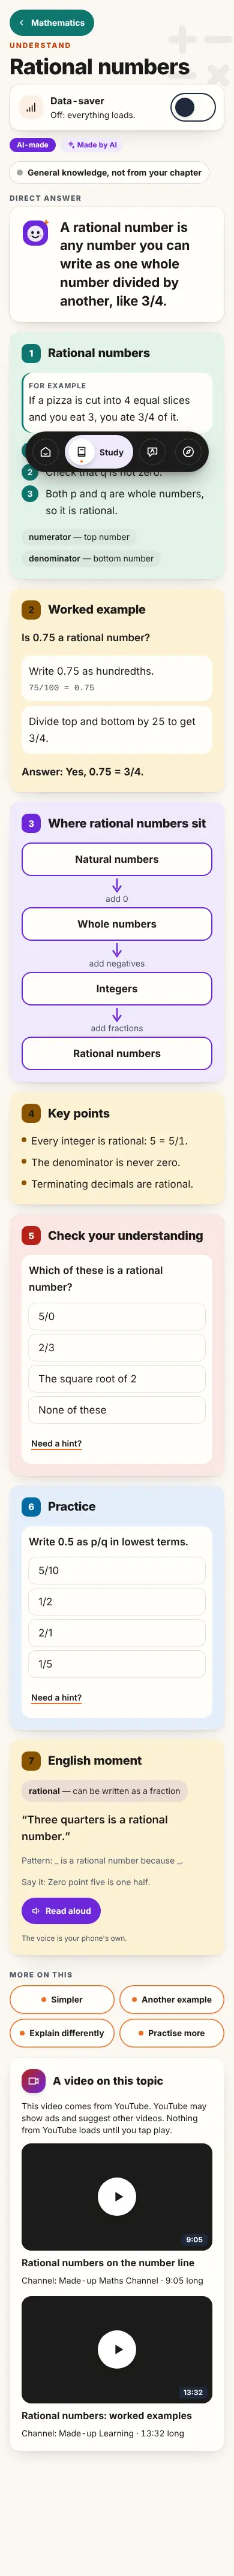 Mathematics
UNDERSTAND
Rational numbers
Data-saver
Off: everything loads.
AI-made
Made by AI
General knowledge, not from your chapter
DIRECT ANSWER
A rational number is
any number you can
write as one whole
number divided by
another, like 3/4.
1 Rational numbers
FOR EXAMPLE
If a pizza is cut into 4 equal slices
and you eat 3, you ate 3/4 of it.
Study
2 Check that q is not zero.
3 Both p and q are whole numbers,
so it is rational.
numerator — top number
denominator — bottom number
2 Worked example
Is 0.75 a rational number?
Write 0.75 as hundredths.
75/100 = 0.75
Divide top and bottom by 25 to get
3/4.
Answer: Yes, 0.75 = 3/4.
3 Where rational numbers sit
Natural numbers
add 0
Whole numbers
add negatives
Integers
add fractions
Rational numbers
4 Key points
Every integer is rational: 5 = 5/1.
The denominator is never zero.
Terminating decimals are rational.
5 Check your understanding
Which of these is a rational
number?
5/0
2/3
The square root of 2
None of these
Need a hint?
6 Practice
Write 0.5 as p/q in lowest terms.
5/10
1/2
2/1
1/5
Need a hint?
7 English moment
rational — can be written as a fraction
“Three quarters is a rational
number.”
Pattern: _ is a rational number because _.
Say it: Zero point five is one half.
Read aloud
The voice is your phone's own.
MORE ON THIS
Simpler
Another example
Explain differently
Practise more
A video on this topic
This video comes from YouTube. YouTube may
show ads and suggest other videos. Nothing
from YouTube loads until you tap play.
9:05
Rational numbers on the number line
Channel: Made-up Maths Channel · 9:05 long
13:32
Rational numbers: worked examples
Channel: Made-up Learning · 13:32 long